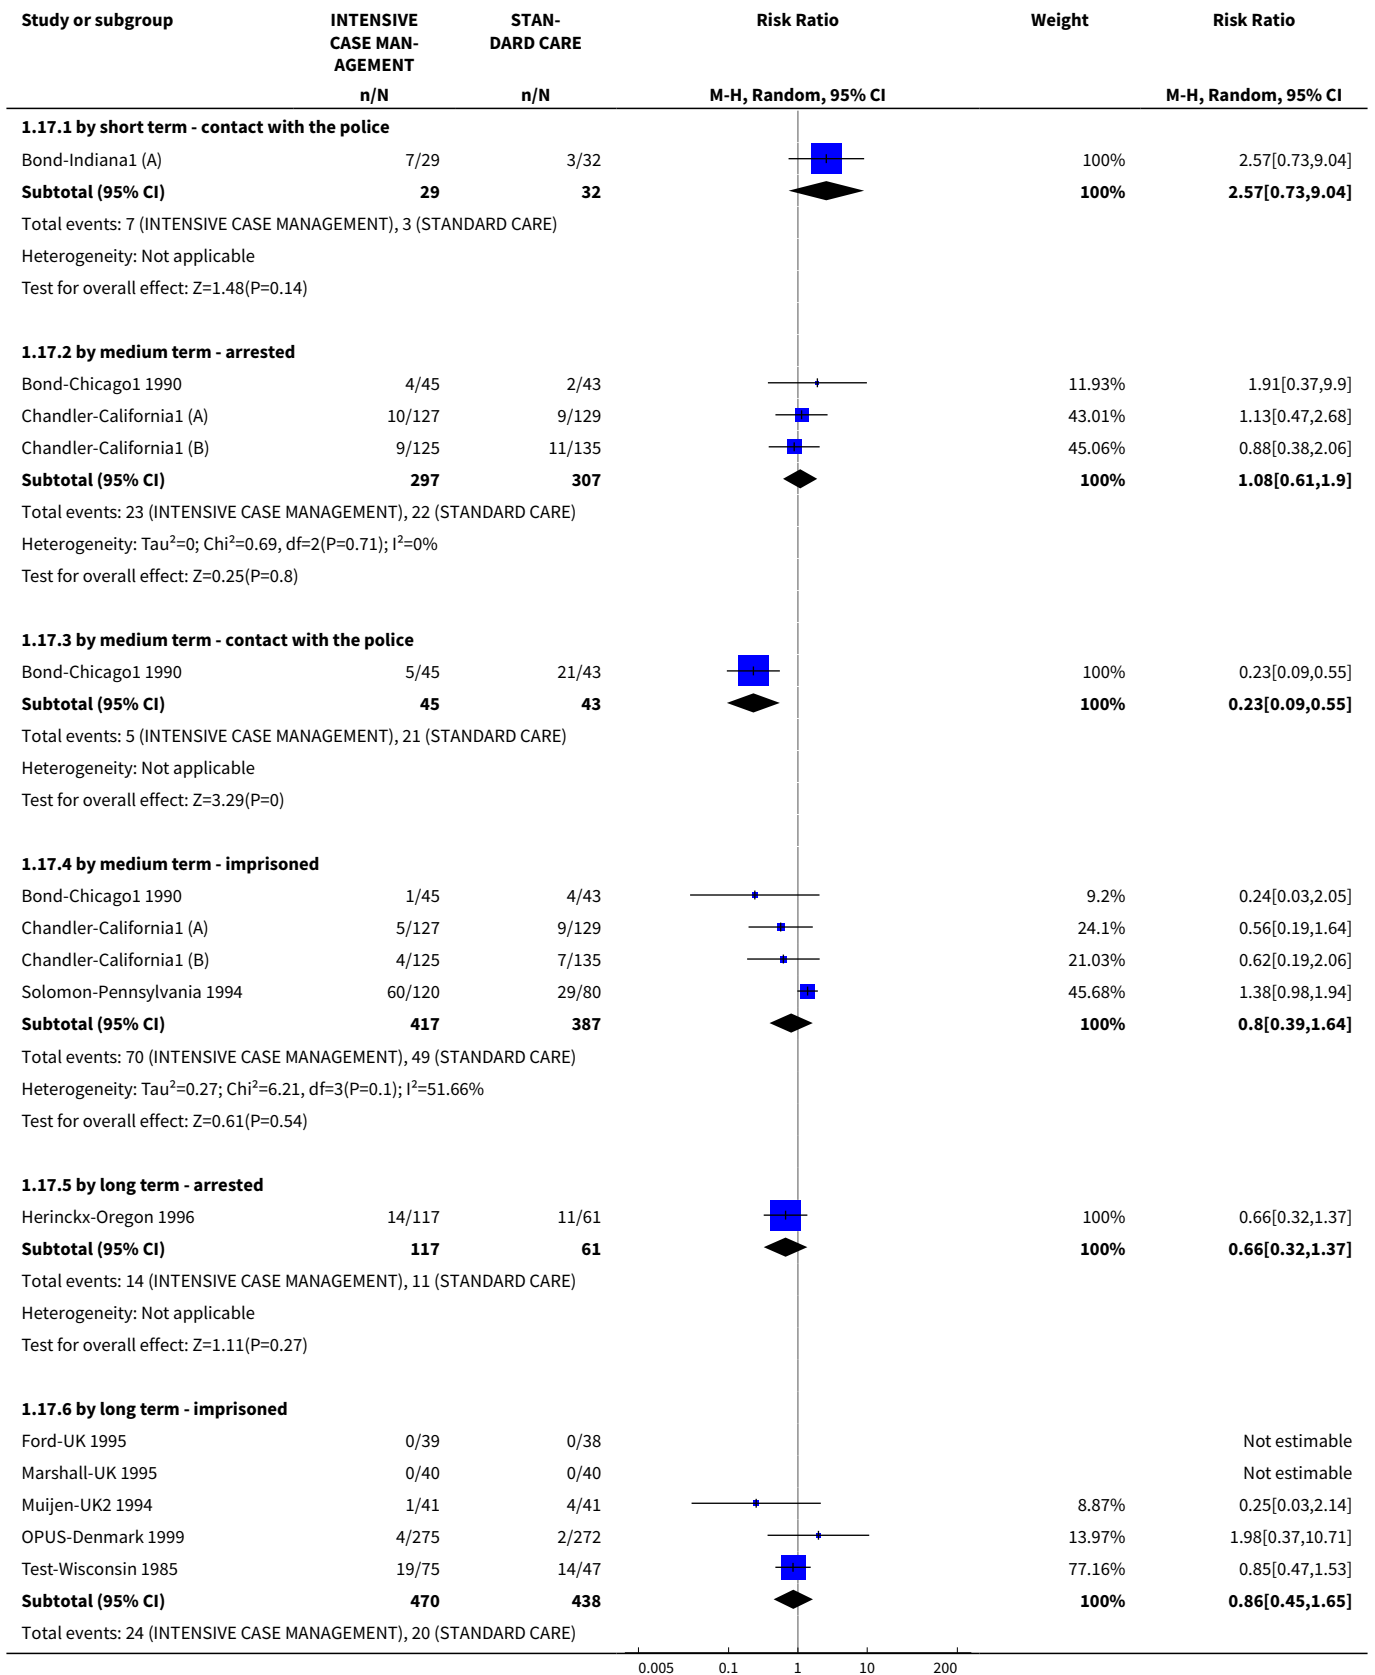 Study or subgroup INTENSIVE CASE MAN-AGEMENT STAN-DARD CARE Risk Ratio Weight Risk Ratio
n/N n/N M-H, Random, 95% CI M-H, Random, 95% CI
1.17.1 by short term - contact with the police
Bond-Indiana1 (A) 7/29 3/32 100% 2.57[0.73,9.04]
Subtotal (95% CI) 29 32 100% 2.57[0.73,9.04]
Total events: 7 (INTENSIVE CASE MANAGEMENT), 3 (STANDARD CARE)
Heterogeneity: Not applicable
Test for overall effect: Z=1.48(P=0.14)
1.17.2 by medium term - arrested
Bond-Chicago1 1990 4/45 2/43 11.93% 1.91[0.37,9.9]
Chandler-California1 (A) 10/127 9/129 43.01% 1.13[0.47,2.68]
Chandler-California1 (B) 9/125 11/135 45.06% 0.88[0.38,2.06]
Subtotal (95% CI) 297 307 100% 1.08[0.61,1.9]
Total events: 23 (INTENSIVE CASE MANAGEMENT), 22 (STANDARD CARE)
Heterogeneity: Tau²=0; Chi²=0.69, df=2(P=0.71); I²=0%
Test for overall effect: Z=0.25(P=0.8)
1.17.3 by medium term - contact with the police
Bond-Chicago1 1990 5/45 21/43 100% 0.23[0.09,0.55]
Subtotal (95% CI) 45 43 100% 0.23[0.09,0.55]
Total events: 5 (INTENSIVE CASE MANAGEMENT), 21 (STANDARD CARE)
Heterogeneity: Not applicable
Test for overall effect: Z=3.29(P=0)
1.17.4 by medium term - imprisoned
Bond-Chicago1 1990 1/45 4/43 9.2% 0.24[0.03,2.05]
Chandler-California1 (A) 5/127 9/129 24.1% 0.56[0.19,1.64]
Chandler-California1 (B) 4/125 7/135 21.03% 0.62[0.19,2.06]
Solomon-Pennsylvania 1994 60/120 29/80 45.68% 1.38[0.98,1.94]
Subtotal (95% CI) 417 387 100% 0.8[0.39,1.64]
Total events: 70 (INTENSIVE CASE MANAGEMENT), 49 (STANDARD CARE)
Heterogeneity: Tau²=0.27; Chi²=6.21, df=3(P=0.1); I²=51.66%
Test for overall effect: Z=0.61(P=0.54)
1.17.5 by long term - arrested
Herinckx-Oregon 1996 14/117 11/61 100% 0.66[0.32,1.37]
Subtotal (95% CI) 117 61 100% 0.66[0.32,1.37]
Total events: 14 (INTENSIVE CASE MANAGEMENT), 11 (STANDARD CARE)
Heterogeneity: Not applicable
Test for overall effect: Z=1.11(P=0.27)
1.17.6 by long term - imprisoned
Ford-UK 1995 0/39 0/38 Not estimable
Marshall-UK 1995 0/40 0/40 Not estimable
Muijen-UK2 1994 1/41 4/41 8.87% 0.25[0.03,2.14]
OPUS-Denmark 1999 4/275 2/272 13.97% 1.98[0.37,10.71]
Test-Wisconsin 1985 19/75 14/47 77.16% 0.85[0.47,1.53]
Subtotal (95% CI) 470 438 100% 0.86[0.45,1.65]
Total events: 24 (INTENSIVE CASE MANAGEMENT), 20 (STANDARD CARE)
0.005 0.1 1 10 200